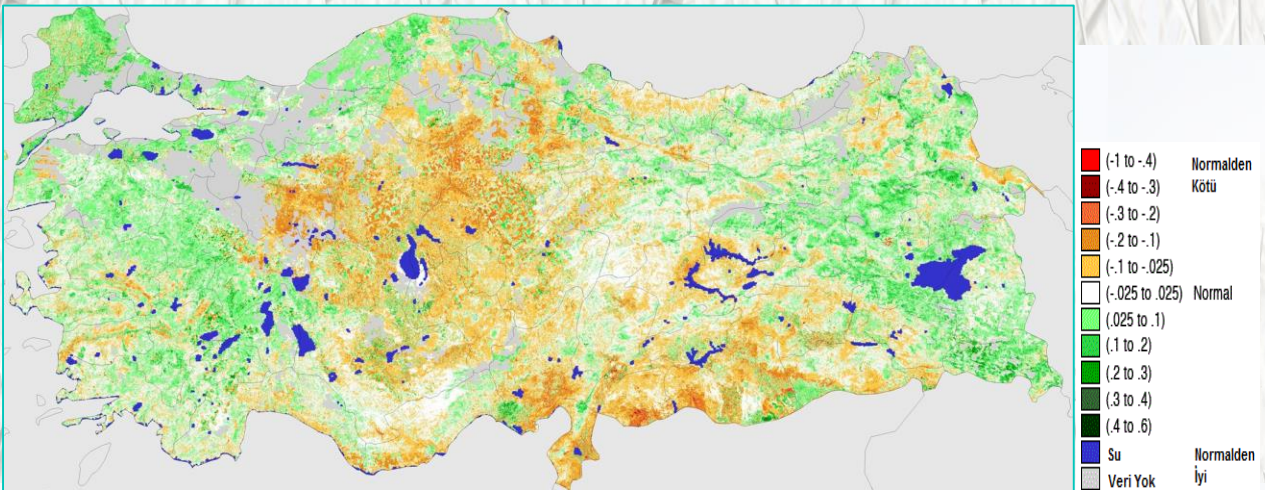 (-1 to -.4) Normalden
(-.4 to -.3) Kötü
(-.3 to -.2)
(-.2 to -.1)
(-.1 to -.025)
(-.025 to .025) Normal
(.025 to .1)
(.1 to .2)
(.2 to .3)
(.3 to .4)
(.4 to .6)
Su Normalden
Veri Yok İyi